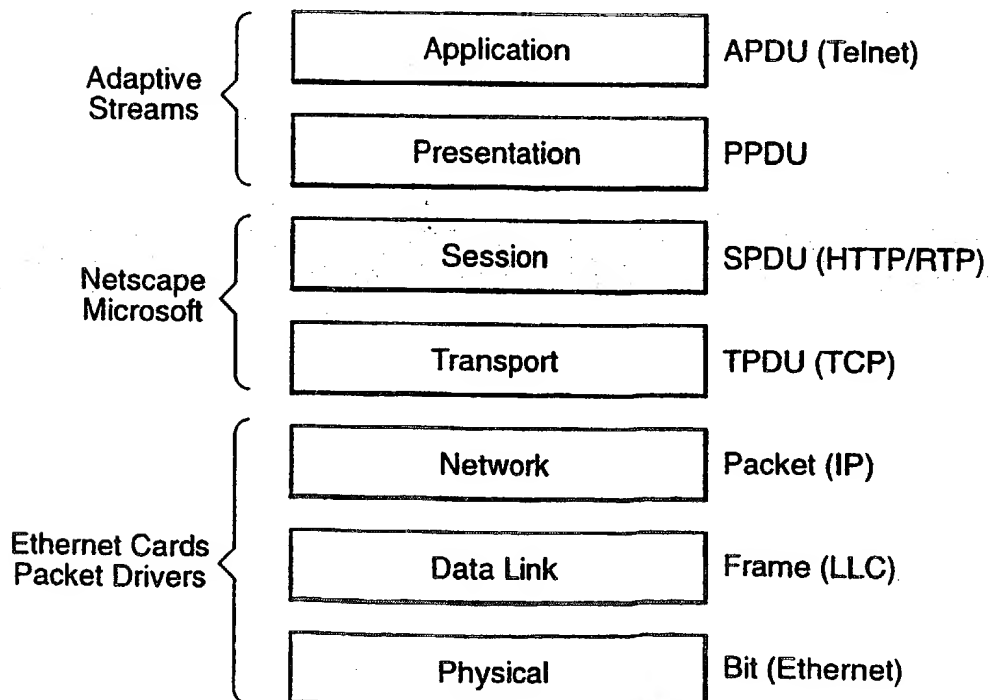 Application
APDU (Telnet)
Adaptive
Streams
Presentation
PPDU
Session
SPDU (HTTP/RTP)
Netscape
Microsoft
Transport
TPDU (TCP)
Network
Packet (IP)
Ethernet Cards
Packet Drivers
Data Link
Frame (LLC)
Physical
Bit (Ethernet)